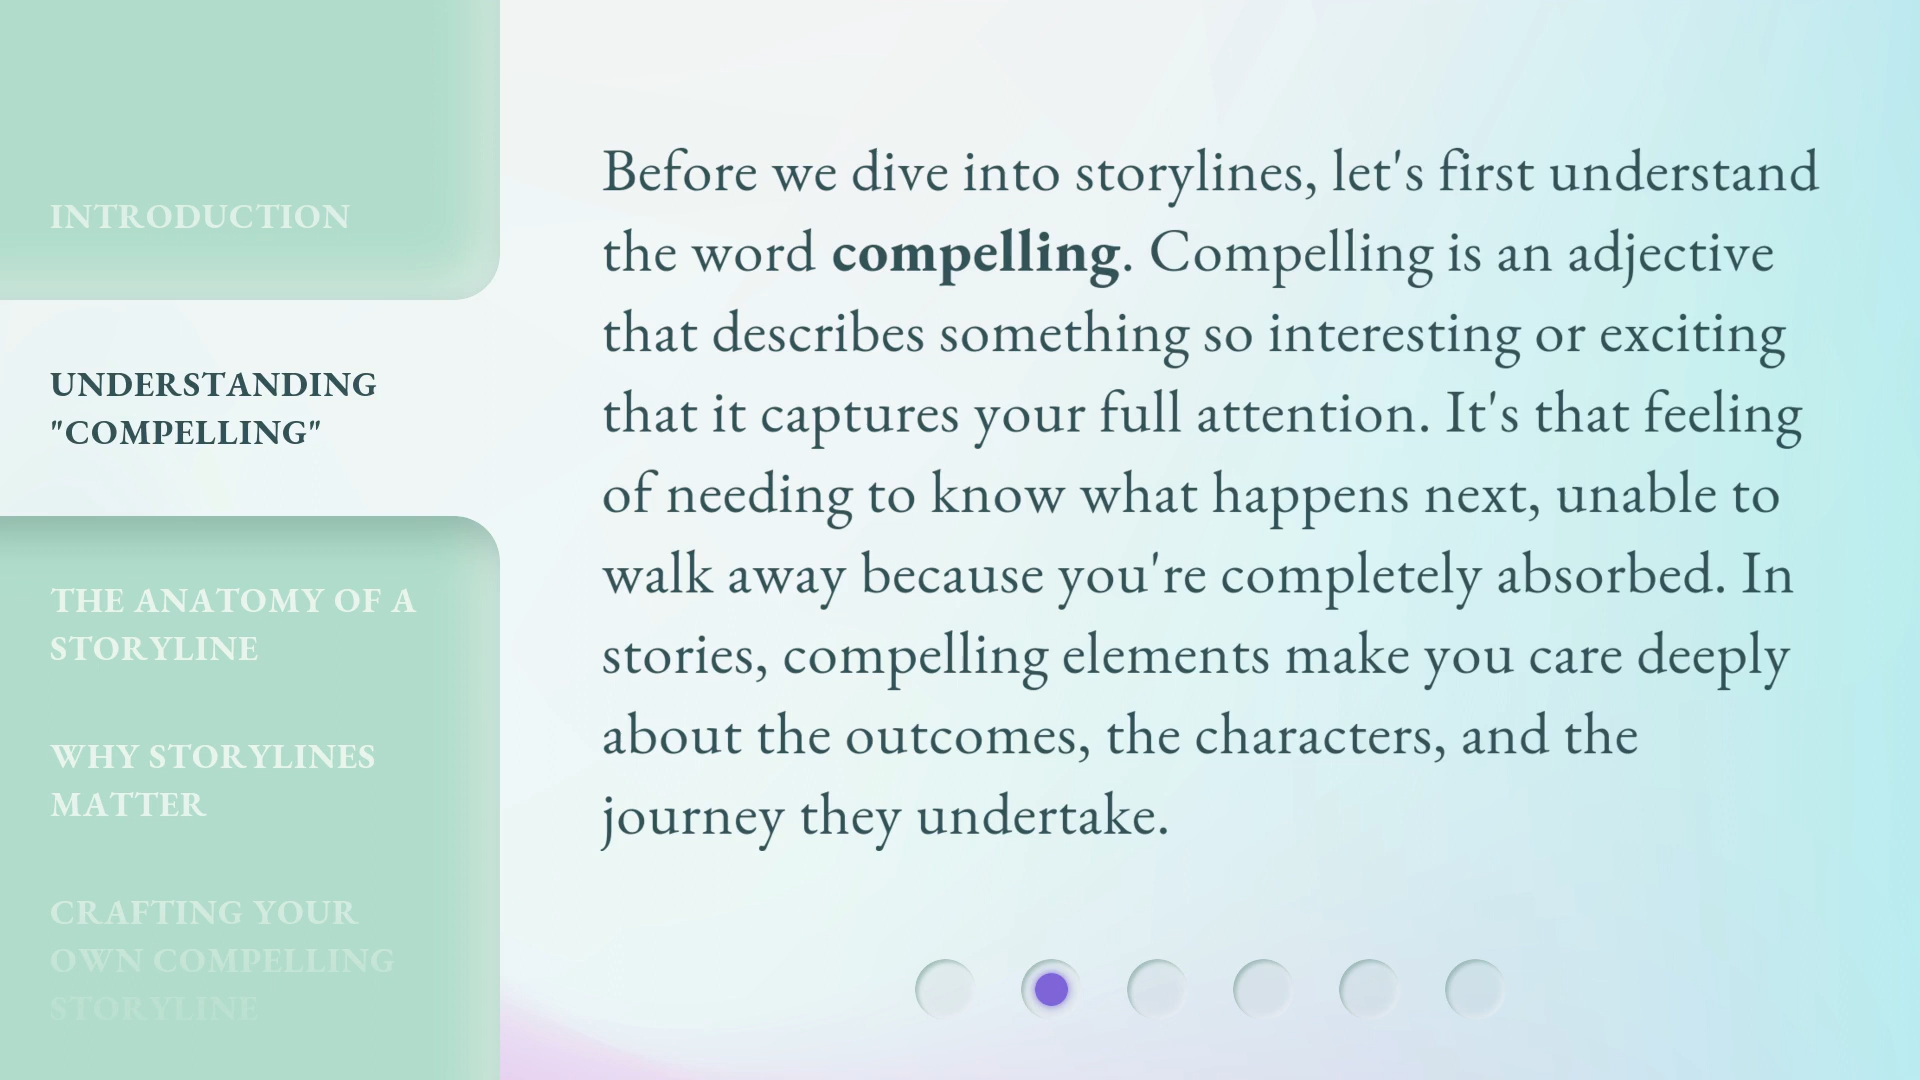 INTRODUCTION
UNDERSTANDING
"COMPELLING"
THE ANATOMY OF A
STORYLINE
WHY STORYLINES
MATTER
CRAFTING YOUR
OWN COMPELLING
STORYLINE
Before we dive into storylines, let's first understand
the word compelling. Compelling is an adjective
that describes something so interesting or exciting
that it captures your full attention. It's that feeling
of needing to know what happens next, unable to
walk away because you're completely absorbed. In
stories, compelling elements make you care deeply
about the outcomes, the characters, and the
journey they undertake.